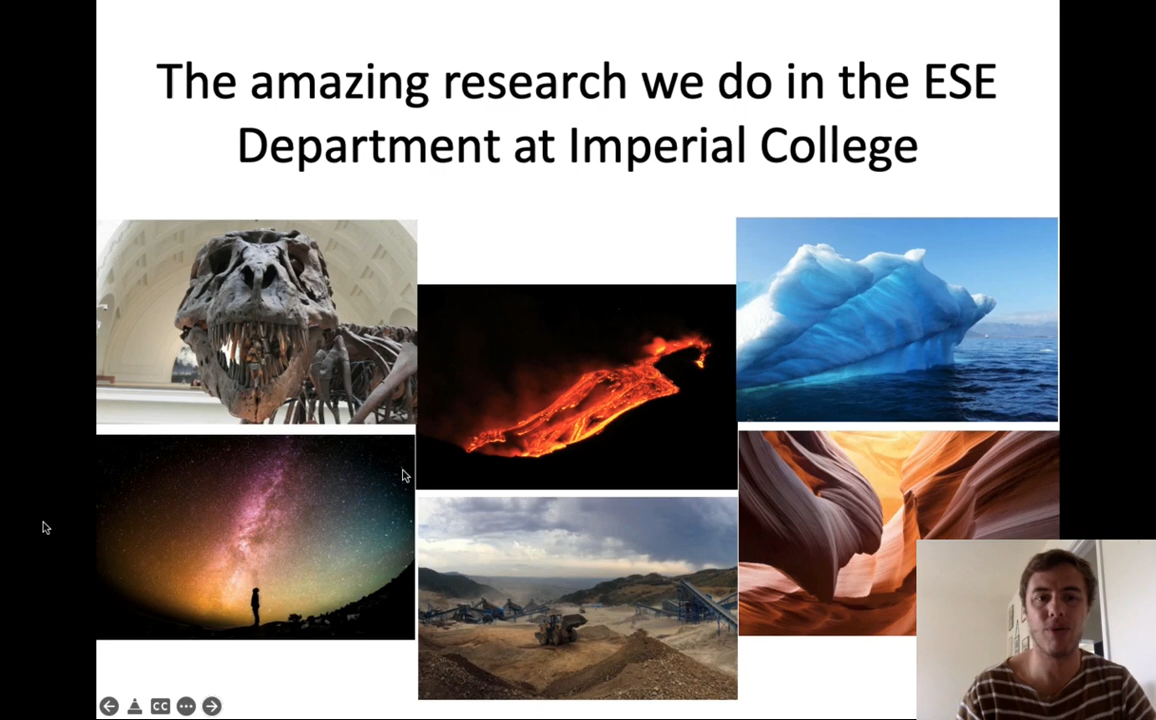 The amazing research we do in the ESE
Department at Imperial College
CC